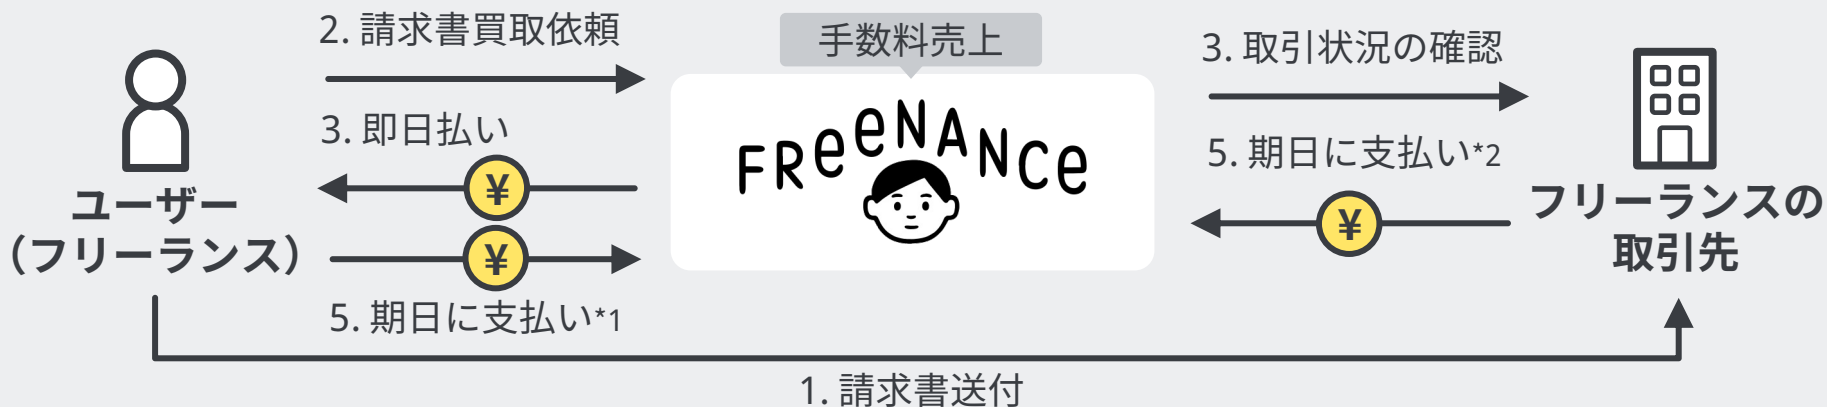 2. 請求書買取依頼
手数料売上
3. 取引状況の確認
FReeNANCe
3. 即日払い
5. 期日に支払い*2
¥
¥
ユーザー
(フリーランス)
フリーランスの
取引先
¥
5. 期日に支払い*1
1. 請求書送付